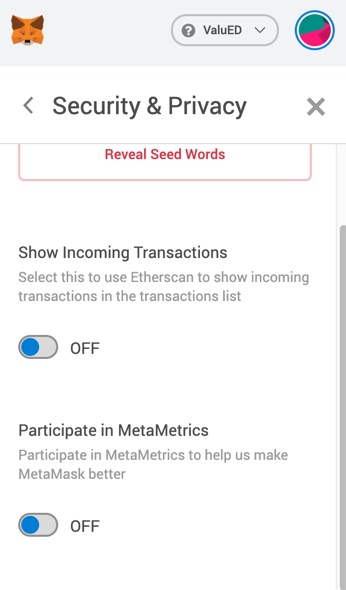 ValuED
Security & Privacy
Reveal Seed Words
Show Incoming Transactions
Select this to use Etherscan to show incoming
transactions in the transactions list
OFF
Participate in MetaMetrics
Participate in MetaMetrics to help us make
MetaMask better
OFF